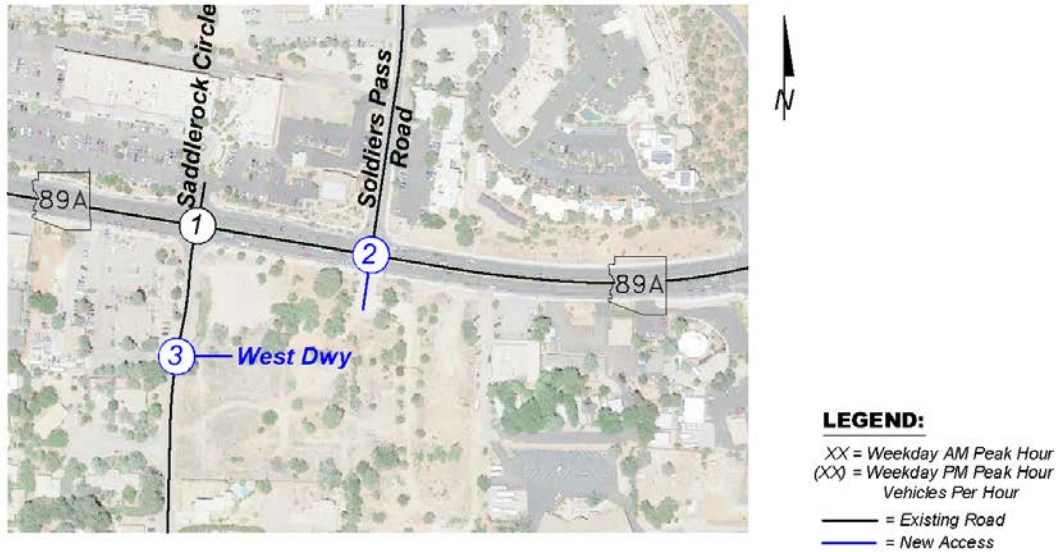 Saddlerock Circle
Soldiers Pass
Road
N
89A
1
2
89A
3
West Dwy
LEGEND:
XX = Weekday AM Peak Hour
(XX) = Weekday PM Peak Hour
Vehicles Per Hour
= Existing Road
= New Access